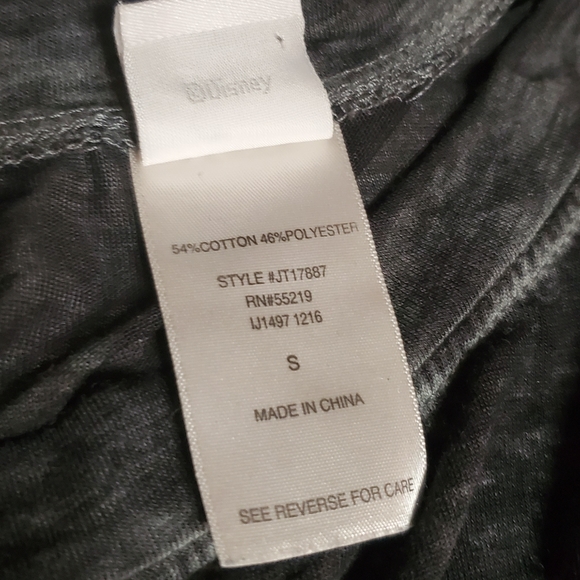 ©Disney
54%COTTON 46%POLYESTER
STYLE #JT17887
RN#55219
IJ1497 1216
S
MADE IN CHINA
SEE REVERSE FOR CARE